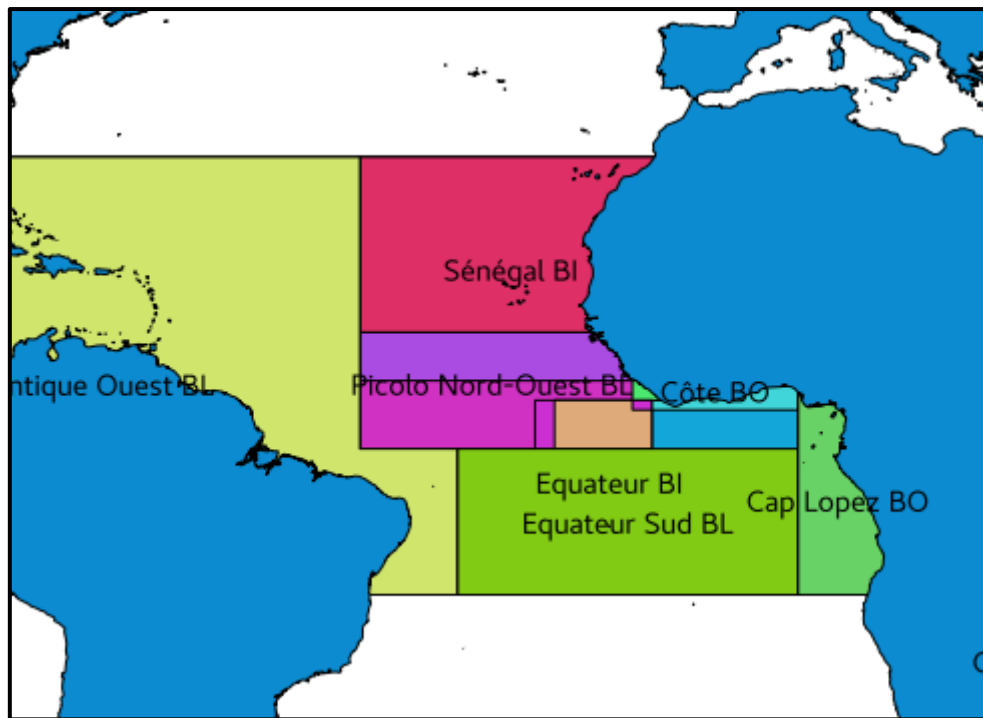 Sénégal BI
ntique Ouest BL
Picolo Nord-Ouest BL
Côte BO
Equateur BI
Cap Lopez BO
Equateur Sud BL